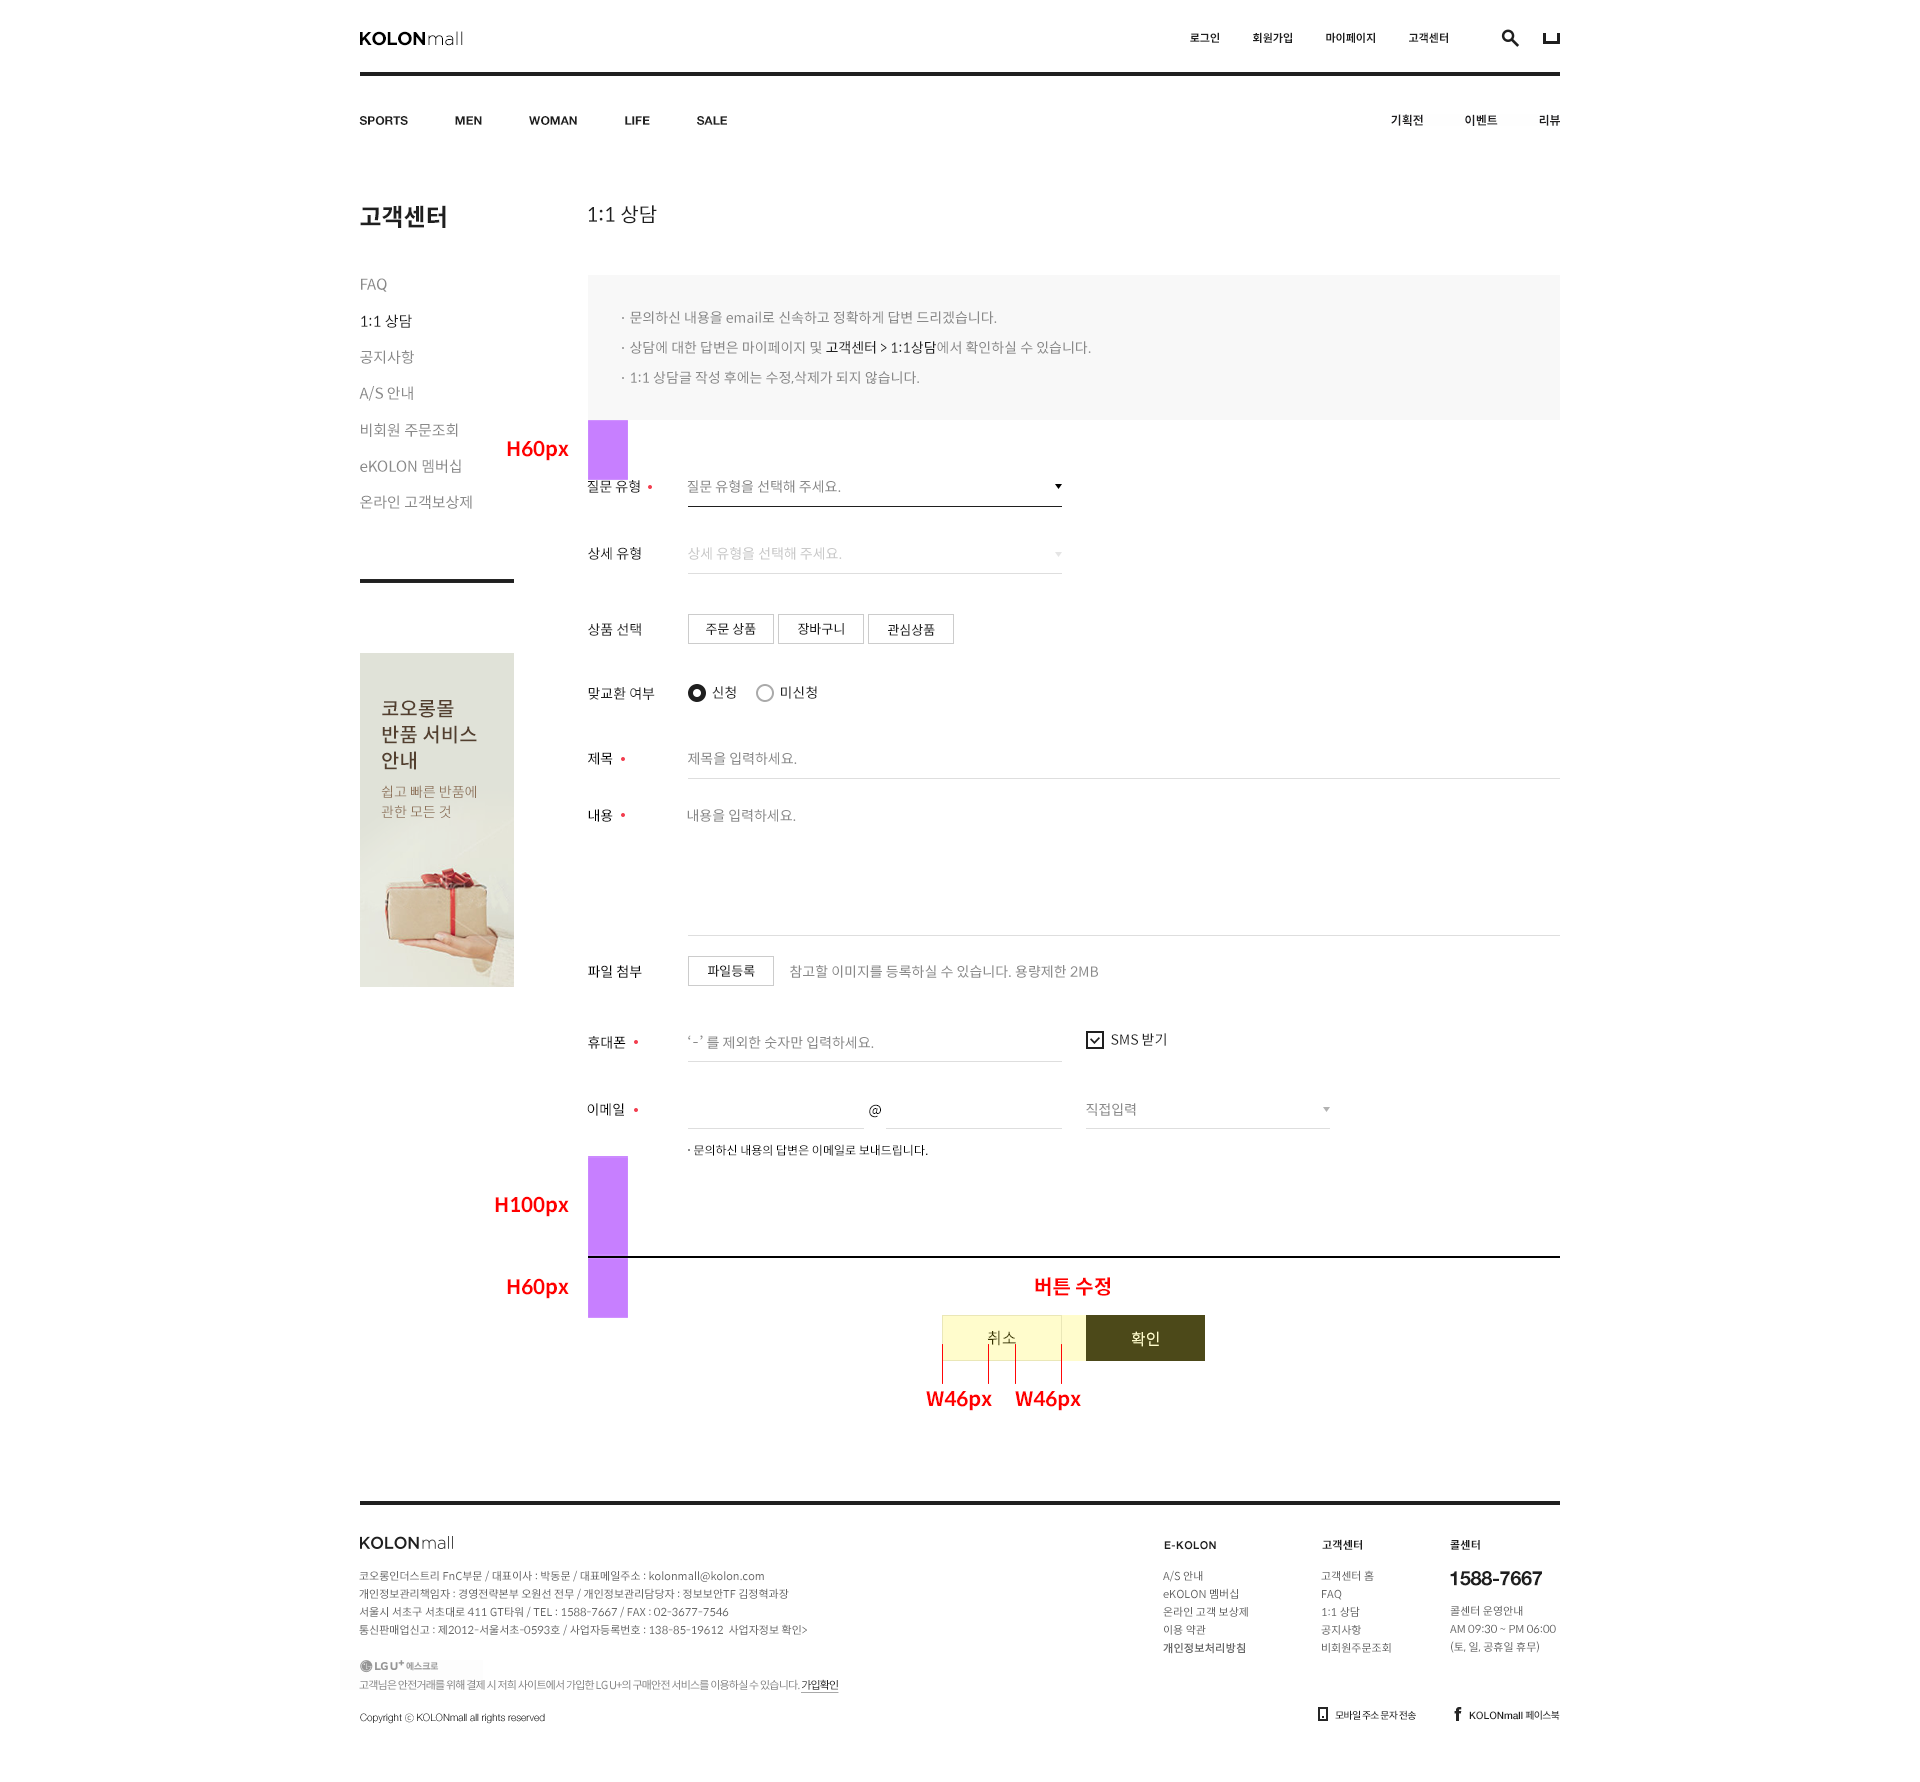 KOLONmall
로그인 회원가입 마이페이지 고객센터
SPORTS MEN WOMAN LIFE SALE 기획전 이벤트 리뷰
고객센터
FAQ
1:1 상담
공지사항
A/S 안내
비회원 주문조회
eKOLON 멤버십
온라인 고객보상제
코오롱몰
반품 서비스
안내
쉽고 빠른 반품에
관한 모든 것
1:1 상담
· 문의하신 내용을 email로 신속하고 정확하게 답변 드리겠습니다.
· 상담에 대한 답변은 마이페이지 및 고객센터 > 1:1상담에서 확인하실 수 있습니다.
· 1:1 상담글 작성 후에는 수정,삭제가 되지 않습니다.
H60px
질문 유형 • 질문 유형을 선택해 주세요.
상세 유형 상세 유형을 선택해 주세요.
상품 선택 주문 상품 장바구니 관심상품
맞교환 여부 신청 미신청
제목 • 제목을 입력하세요.
내용 • 내용을 입력하세요.
파일 첨부 파일등록 참고할 이미지를 등록하실 수 있습니다. 용량제한 2MB
휴대폰 • ‘-’ 를 제외한 숫자만 입력하세요. SMS 받기
이메일 • @ 직접입력
· 문의하신 내용의 답변은 이메일로 보내드립니다.
H100px
H60px
버튼 수정
취소 확인
W46px W46px
KOLONmall
코오롱인더스트리 FnC부문 / 대표이사 : 박동문 / 대표메일주소 : kolonmall@kolon.com
개인정보관리책임자 : 경영전략본부 오원선 전무 / 개인정보관리담당자 : 정보보안TF 김정혁과장
서울시 서초구 서초대로 411 GT타워 / TEL : 1588-7667 / FAX : 02-3677-7546
통신판매업신고 : 제2012-서울서초-0593호 / 사업자등록번호 : 138-85-19612 사업자정보 확인>
LG U+ 에스크로
고객님은 안전거래를 위해 결제 시 저희 사이트에서 가입한 LG U+의 구매안전 서비스를 이용하실 수 있습니다. 가입확인
Copyright ⓒ KOLONmall all rights reserved
E-KOLON
A/S 안내
eKOLON 멤버십
온라인 고객 보상제
이용 약관
개인정보처리방침
고객센터
고객센터 홈
FAQ
1:1 상담
공지사항
비회원주문조회
콜센터
1588-7667
콜센터 운영안내
AM 09:30 ~ PM 06:00
(토, 일, 공휴일 휴무)
모바일 주소 문자 전송
f KOLONmall 페이스북